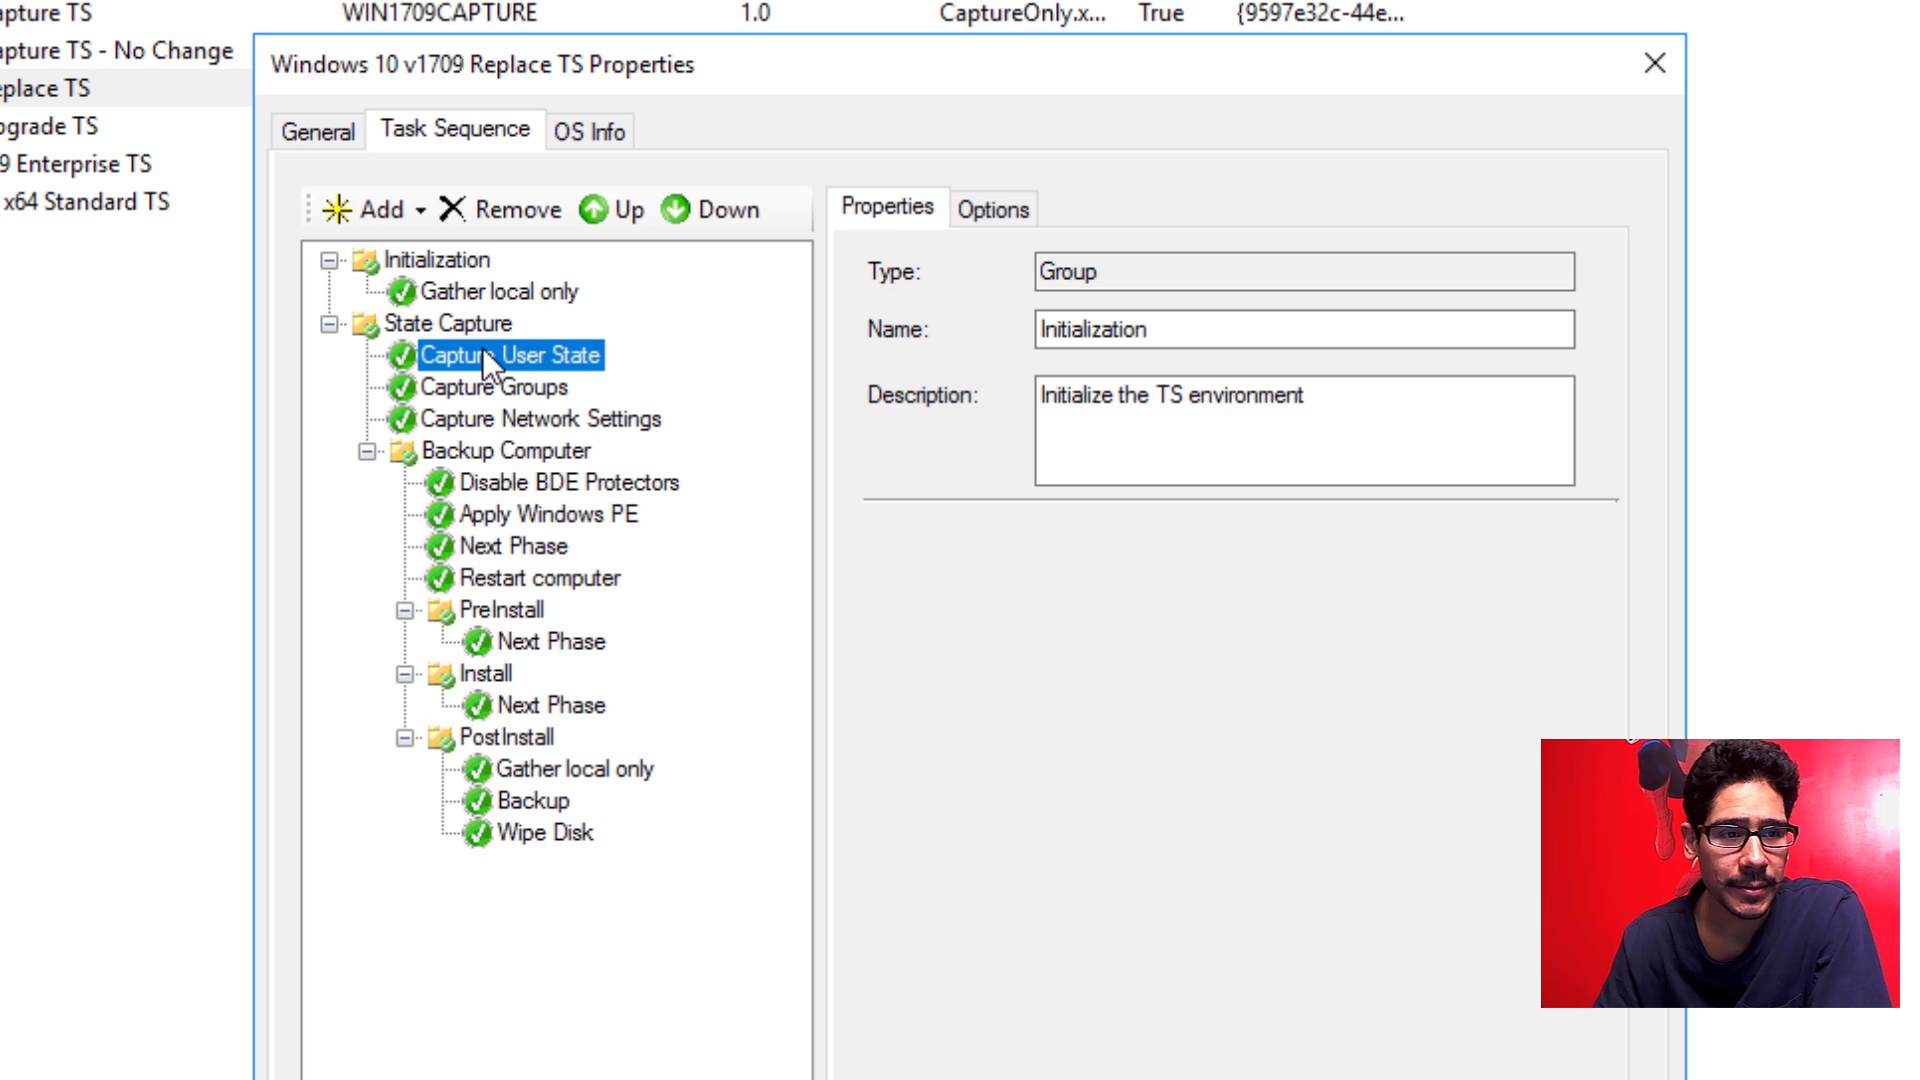 apture TS WIN1709CAPTURE 1.0 CaptureOnly.x... True {9597e32c-44e...
apture TS - No Change
eplace TS
pgrade TS
9 Enterprise TS
x64 Standard TS
Windows 10 v1709 Replace TS Properties
General Task Sequence OS Info
Add Remove Up Down
Initialization
Gather local only
State Capture
Capture User State
Capture Groups
Capture Network Settings
Backup Computer
Disable BDE Protectors
Apply Windows PE
Next Phase
Restart computer
PreInstall
Next Phase
Install
Next Phase
PostInstall
Gather local only
Backup
Wipe Disk
Properties Options
Type: Group
Name: Initialization
Description: Initialize the TS environment